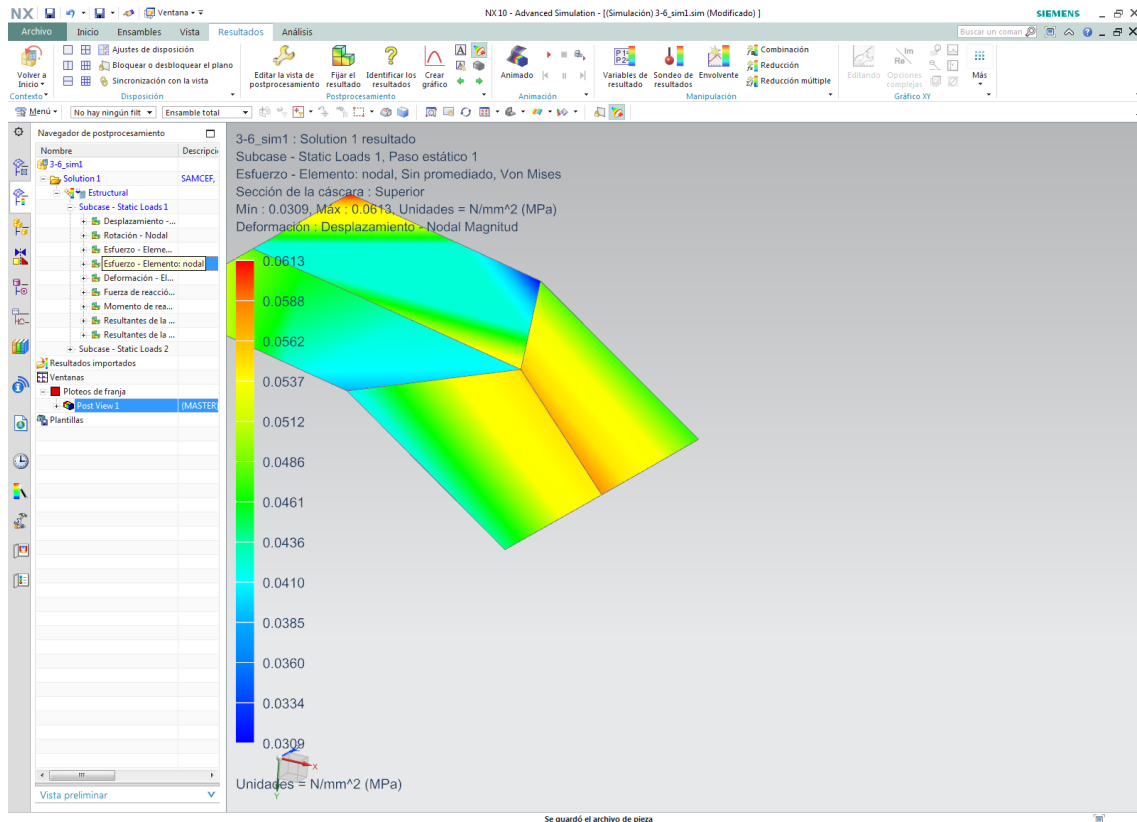 NX Ventana NX 10 - Advanced Simulation - [(Simulación) 3-6_sim1.sim (Modificado) ] SIEMENS
Archivo Inicio Ensambles Vista Resultados Análisis Buscar un coman
Volver a Inicio
Ajustes de disposición
Bloquear o desbloquear el plano
Sincronización con la vista
Editar la vista de postprocesamiento
Fijar el resultado
Identificar los resultados
Crear gráfico
Animado
Variables de resultado
Sondeo de resultados
Envolvente
Combinación
Reducción
Reducción múltiple
Editando
Opciones complejas
Im
Re
Más
Contexto Disposición Postprocesamiento Animación Manipulación Gráfico XY
Menú No hay ningún filt Ensamble total
Navegador de postprocesamiento
Nombre Descripci
3-6_sim1
Solution 1 SAMCEF,
Estructural
Subcase - Static Loads 1
Desplazamiento -...
Rotación - Nodal
Esfuerzo - Eleme...
Esfuerzo - Elemento: nodal
Deformación - El...
Fuerza de reacció...
Momento de rea...
Resultantes de la ...
Resultantes de la ...
Subcase - Static Loads 2
Resultados importados
Ventanas
Ploteos de franja
Post View 1 (MASTER)
Plantillas
Vista preliminar
3-6_sim1 : Solution 1 resultado
Subcase - Static Loads 1, Paso estático 1
Esfuerzo - Elemento: nodal, Sin promediado, Von Mises
Sección de la cáscara : Superior
Mín : 0.0309, Máx : 0.0613, Unidades = N/mm^2 (MPa)
Deformación : Desplazamiento - Nodal Magnitud
0.0613
0.0588
0.0562
0.0537
0.0512
0.0486
0.0461
0.0436
0.0410
0.0385
0.0360
0.0334
0.0309
X
Y
Unidades = N/mm^2 (MPa)
Se guardó el archivo de pieza